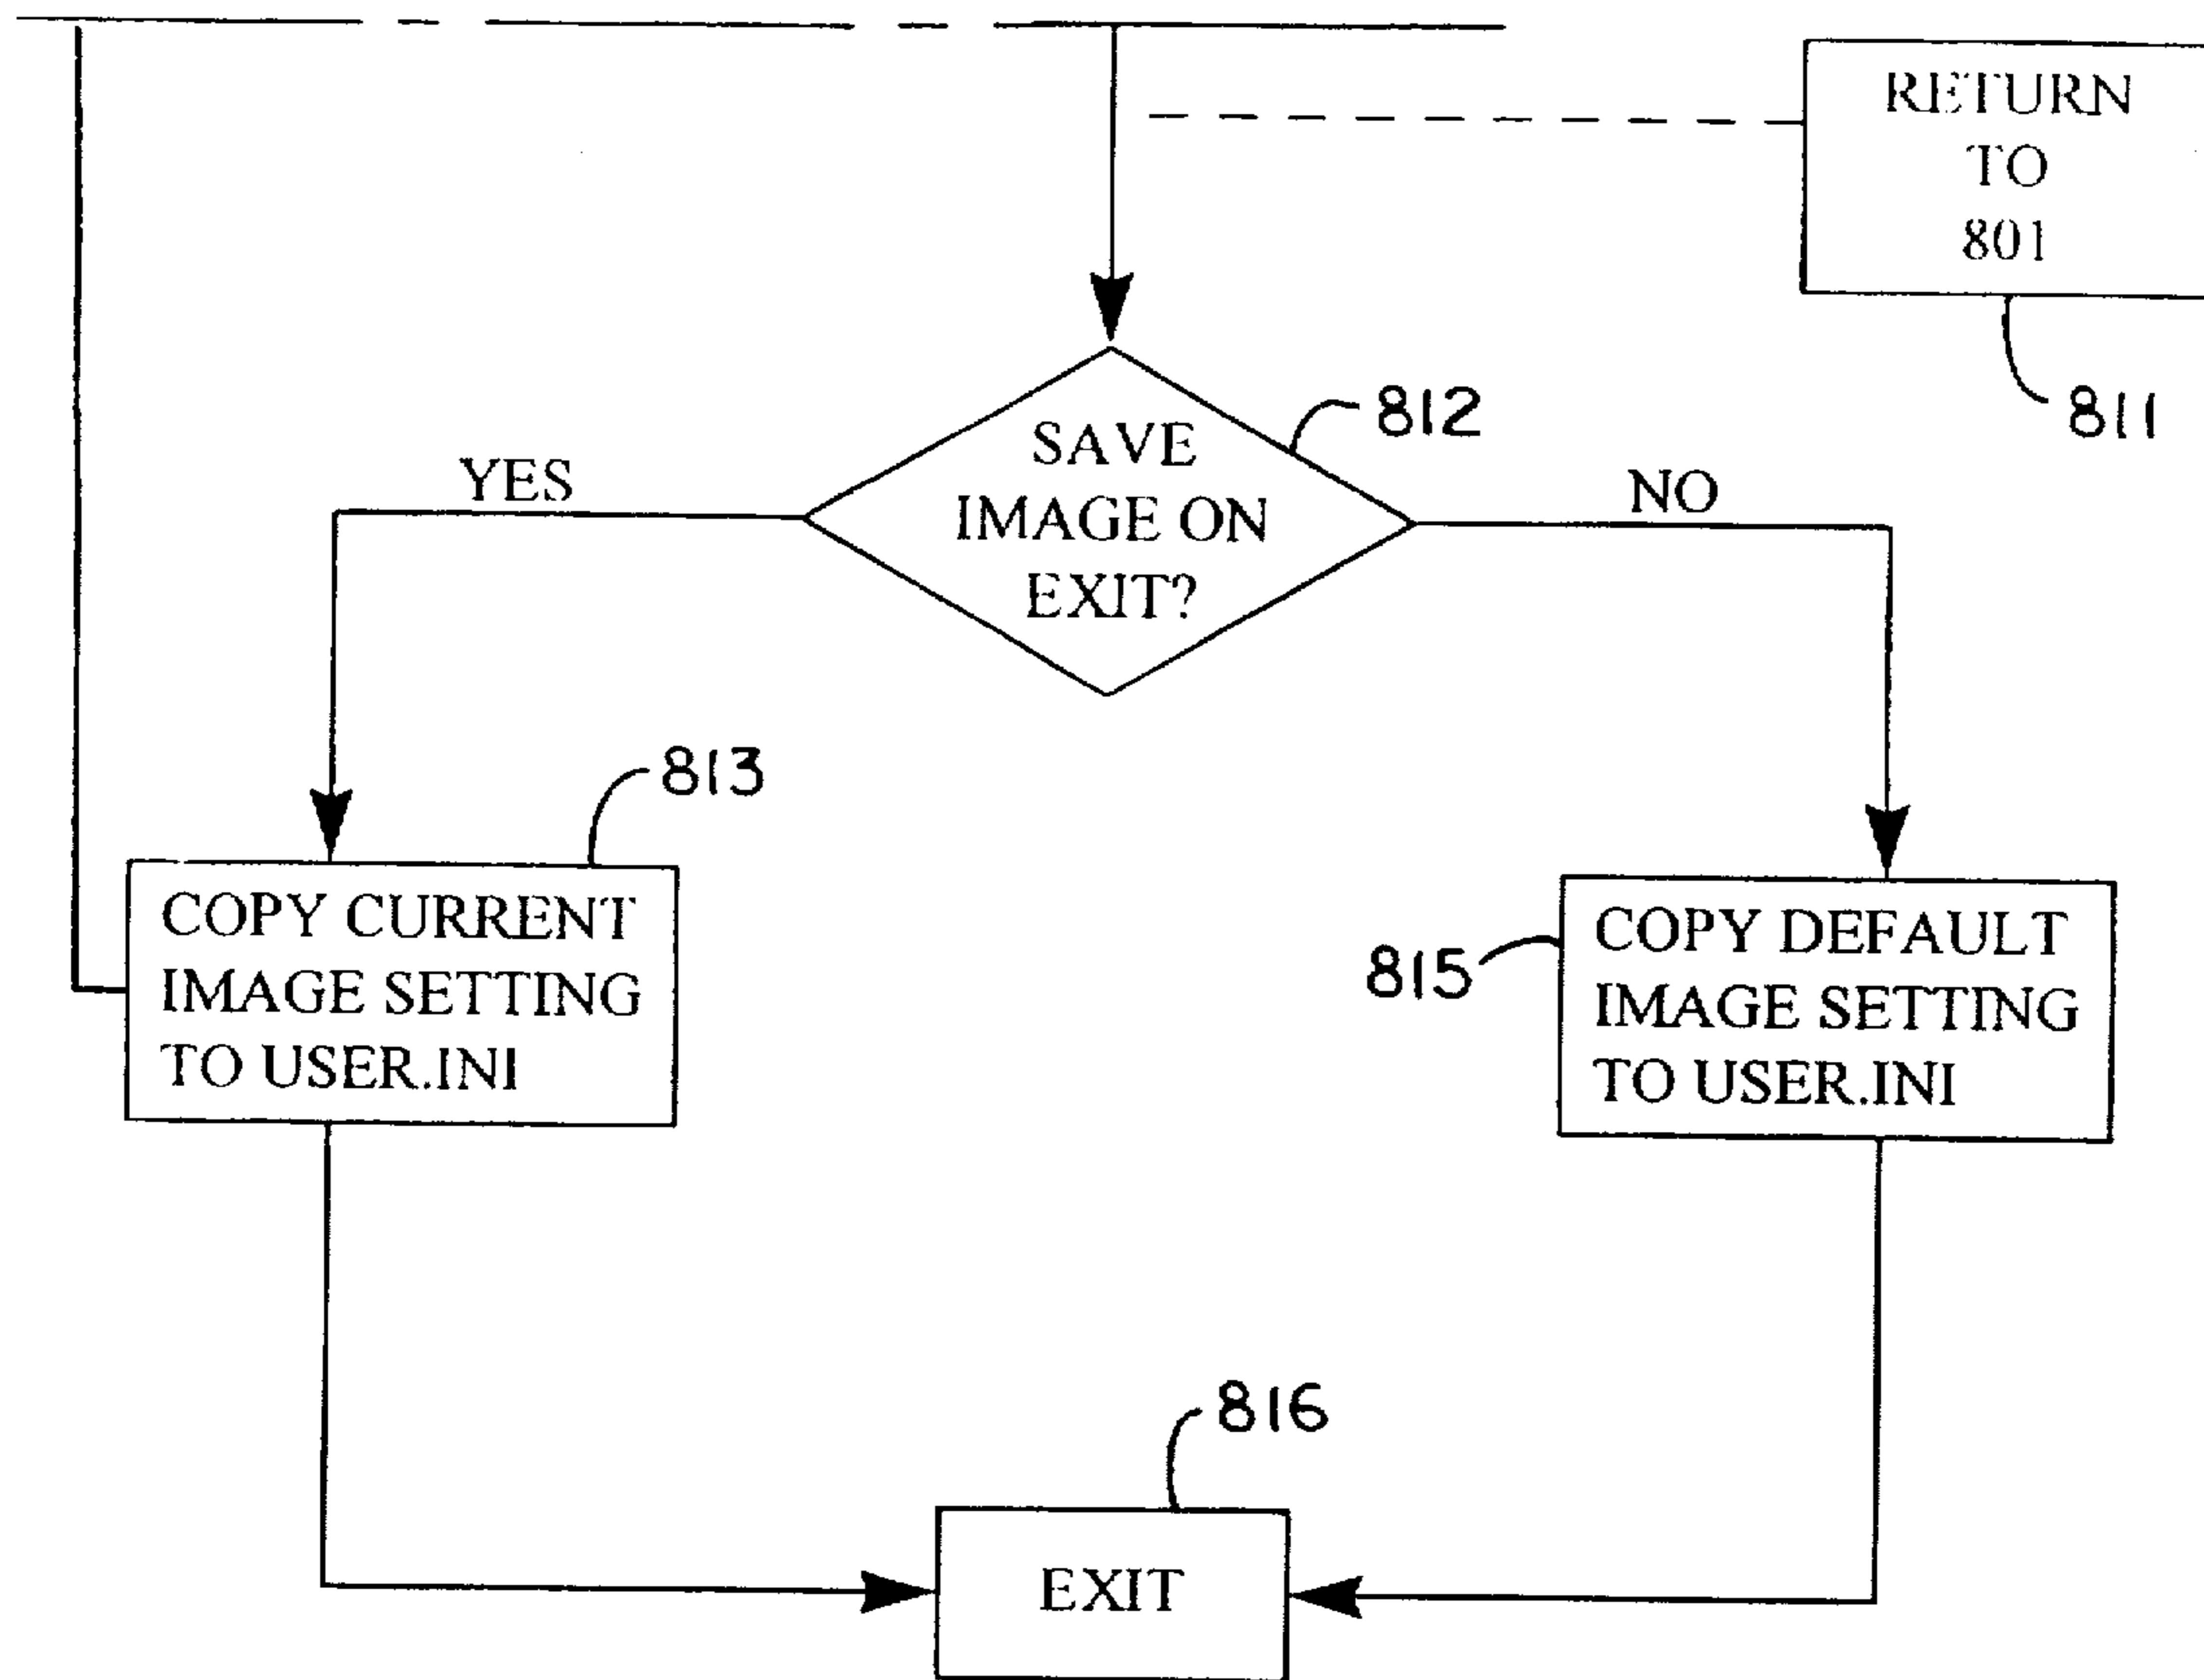 RETURN
TO
801
811
812
SAVE
IMAGE ON
EXIT?
YES
NO
813
COPY CURRENT
IMAGE SETTING
TO USER.INI
815
COPY DEFAULT
IMAGE SETTING
TO USER.INI
816
EXIT